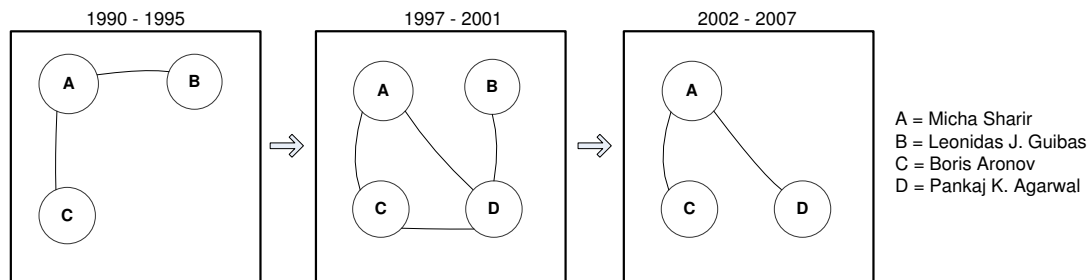 1990 - 1995
A
B
C
1997 - 2001
A
B
C
D
2002 - 2007
A
C
D
A = Micha Sharir
B = Leonidas J. Guibas
C = Boris Aronov
D = Pankaj K. Agarwal